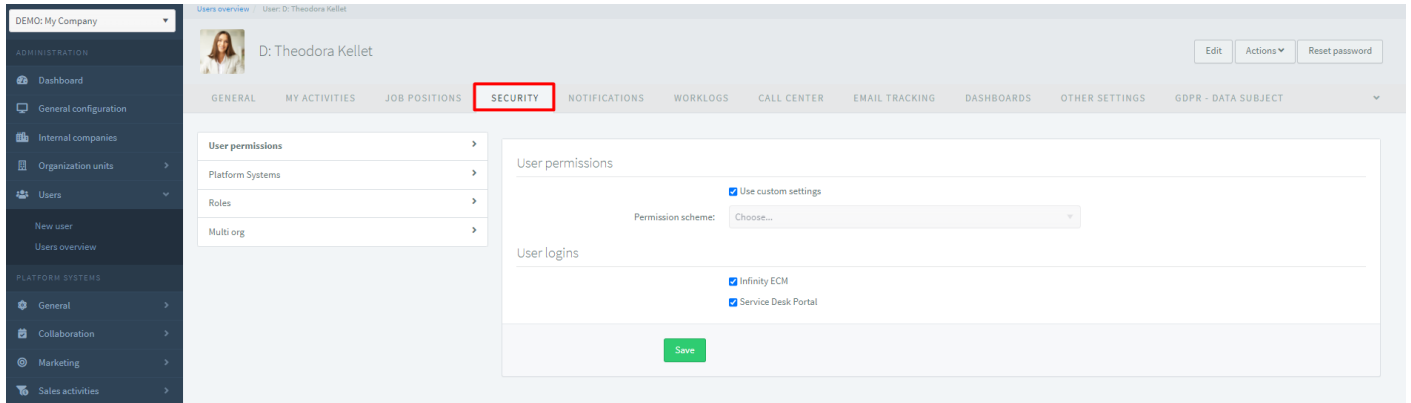 DEMO: My Company
Users overview / User: D: Theodora Kellet
D: Theodora Kellet
Edit
Actions
Reset password
GENERAL MY ACTIVITIES JOB POSITIONS SECURITY NOTIFICATIONS WORKLOGS CALL CENTER EMAIL TRACKING DASHBOARDS OTHER SETTINGS GDPR - DATA SUBJECT
ADMINISTRATION
Dashboard
General configuration
Internal companies
Organization units
Users
New user
Users overview
PLATFORM SYSTEMS
General
Collaboration
Marketing
Sales activities
User permissions
Platform Systems
Roles
Multi org
User permissions
Use custom settings
Permission scheme: Choose...
User logins
Infinity ECM
Service Desk Portal
Save